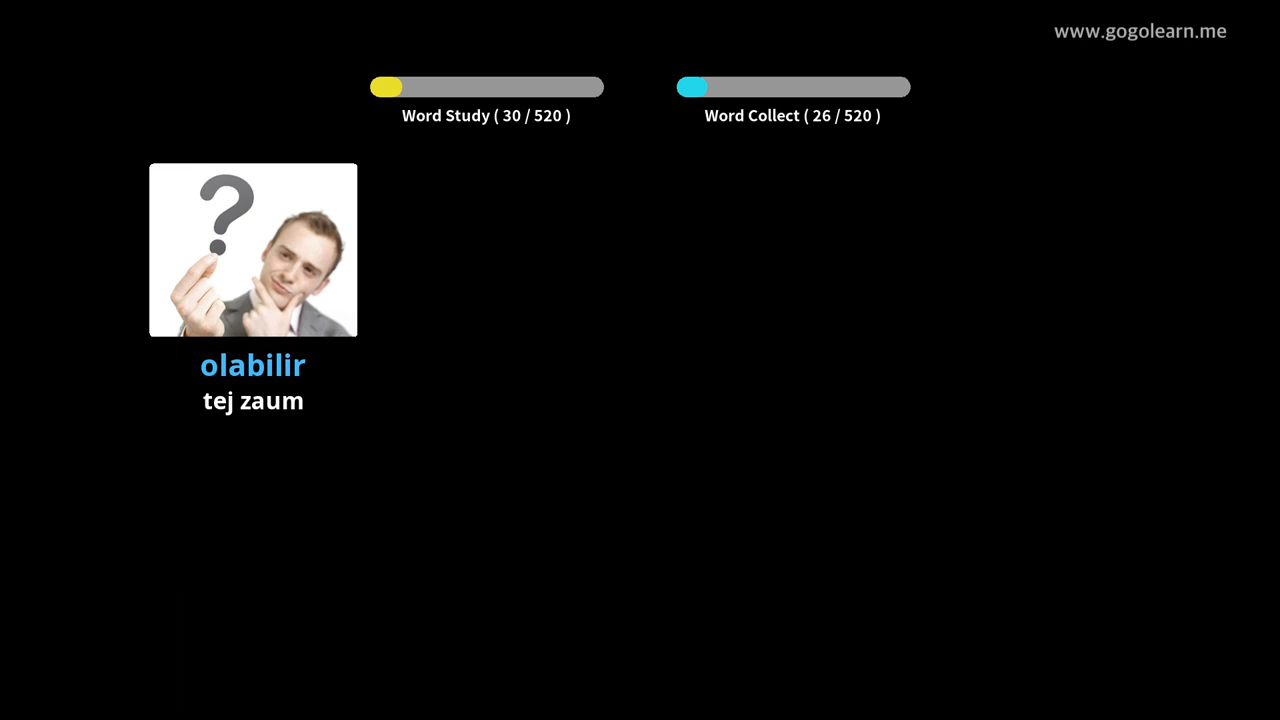 www.gogolearn.me
Word Study ( 30 / 520 )
Word Collect ( 26 / 520 )
?
olabilir
tej zaum